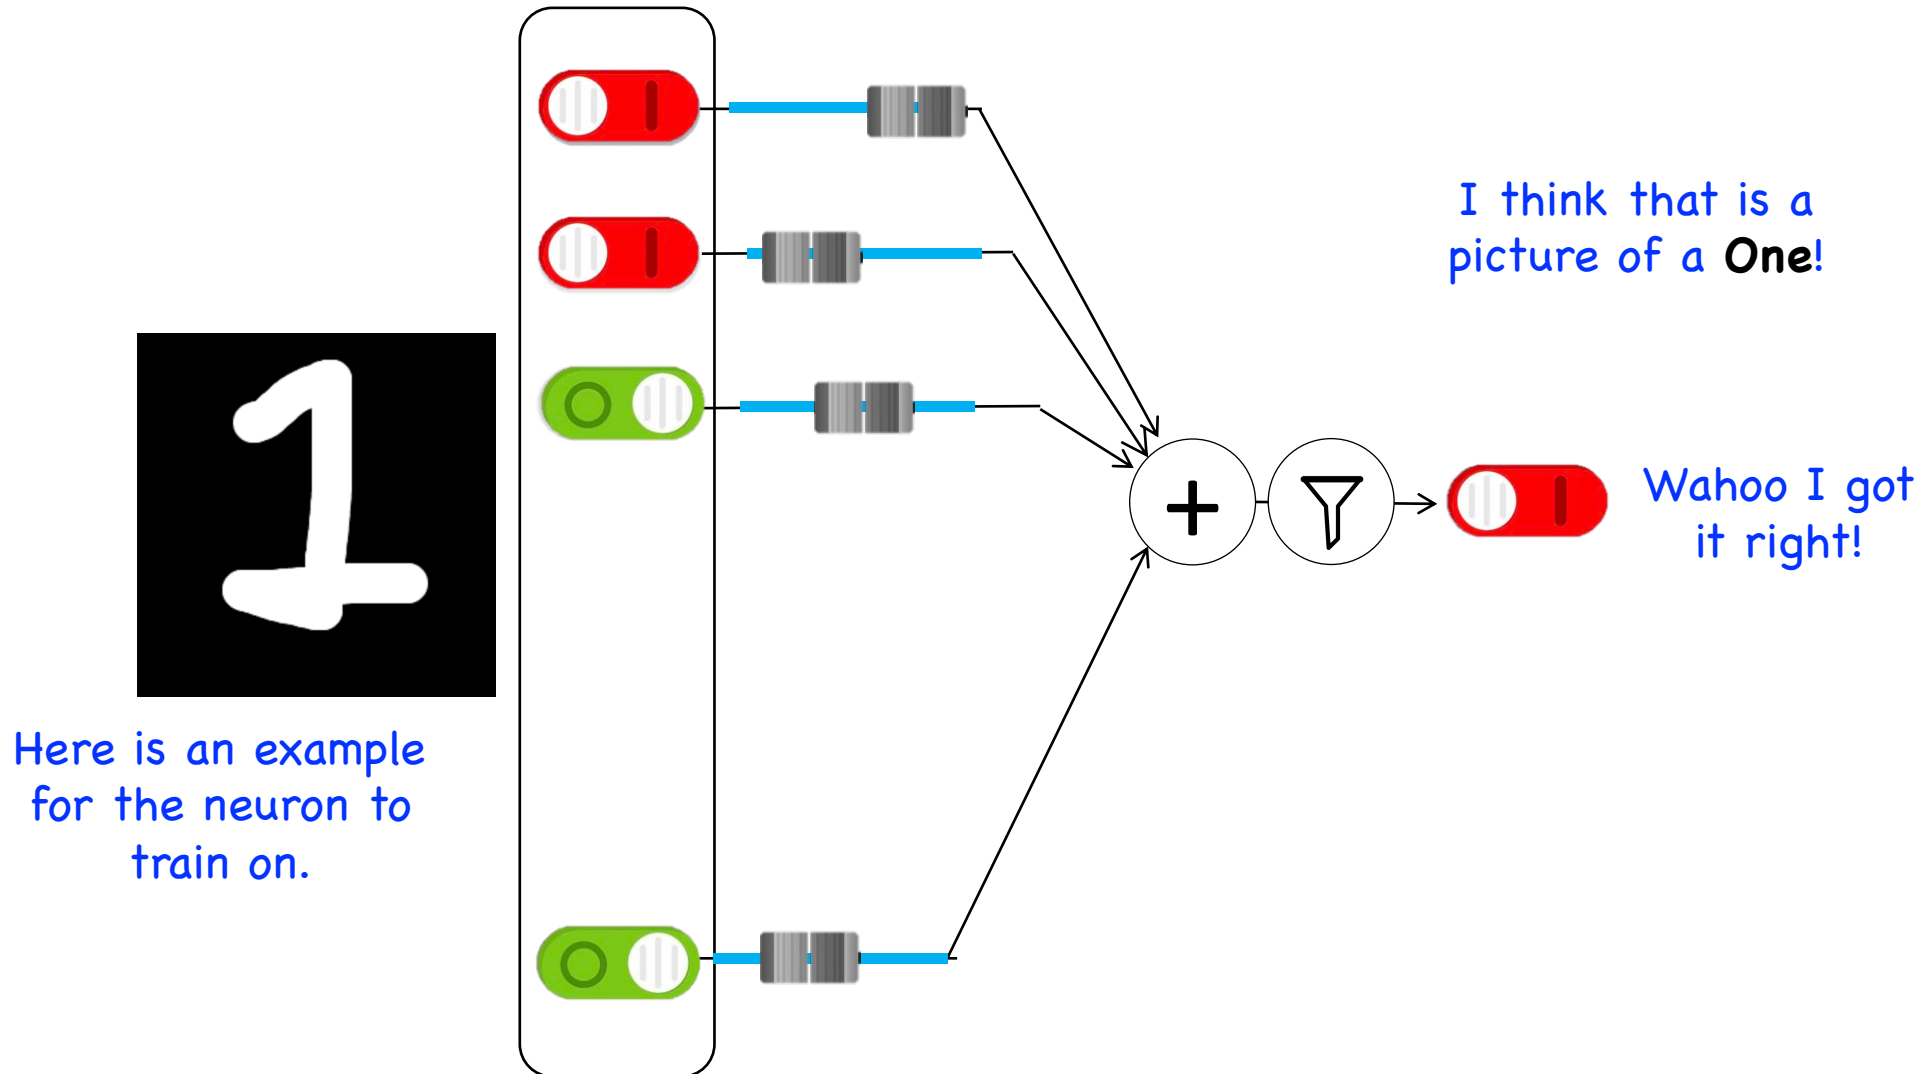 I think that is a
picture of a One!
1
+
Wahoo I got
it right!
Here is an example
for the neuron to
train on.